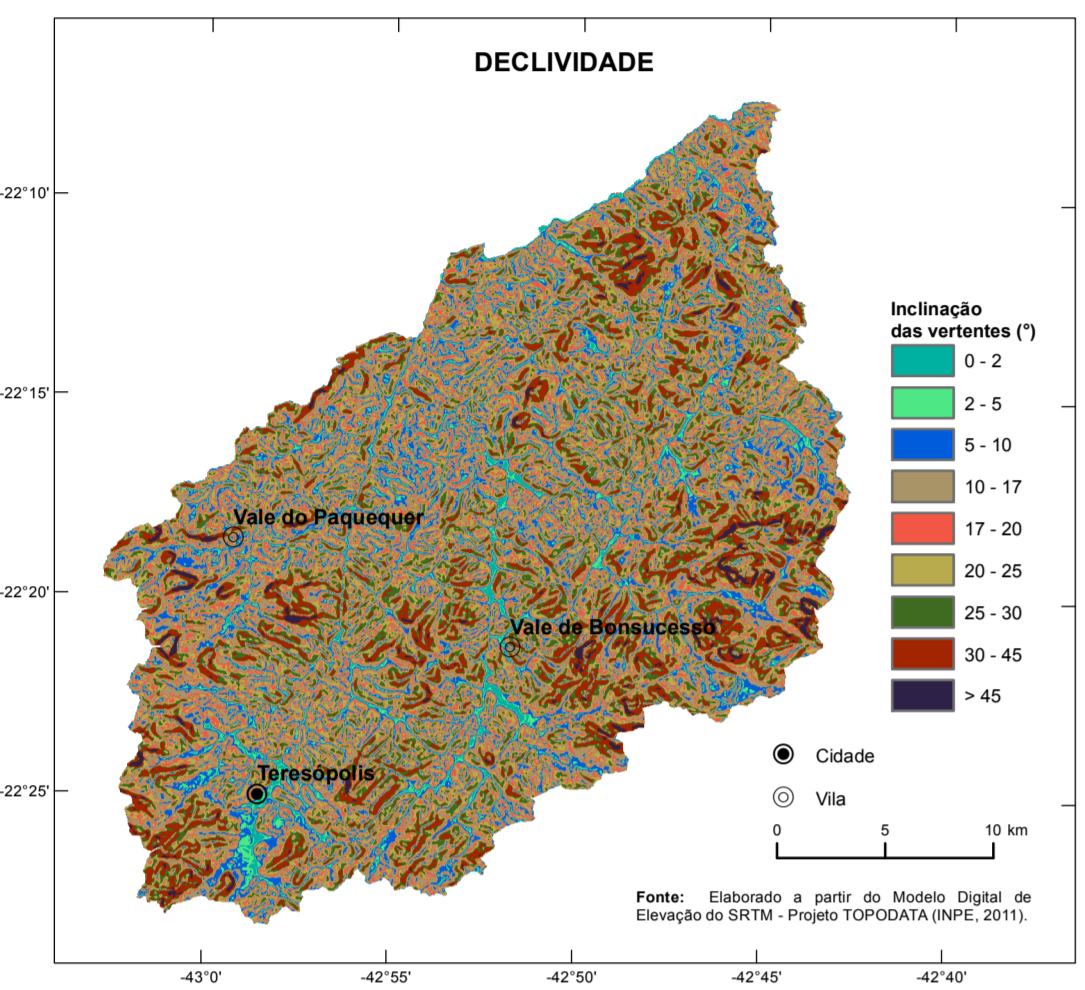 DECLIVIDADE
-22°10'
-22°15'
-22°20'
-22°25'
Vale do Paquequer
Vale de Bonsucesso
Teresópolis
Inclinação
das vertentes (°)
0 - 2
2 - 5
5 - 10
10 - 17
17 - 20
20 - 25
25 - 30
30 - 45
> 45
Cidade
Vila
0 5 10 km
Fonte: Elaborado a partir do Modelo Digital de
Elevação do SRTM - Projeto TOPODATA (INPE, 2011).
-43°0' -42°55' -42°50' -42°45' -42°40'